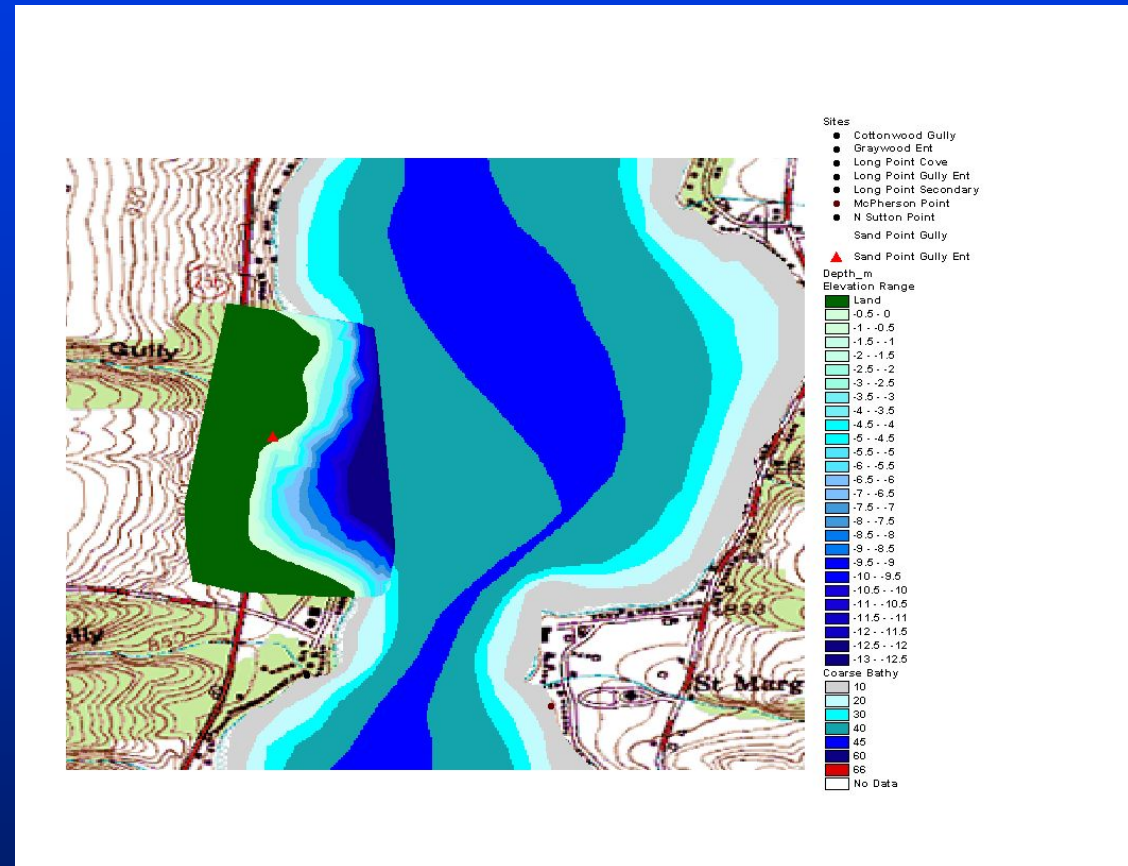 950
256
Gully
850
St Marg
Sites
Cottonwood Gully
Graywood Ent
Long Point Cove
Long Point Gully Ent
Long Point Secondary
McPherson Point
N Sutton Point
Sand Point Gully
Sand Point Gully Ent
Depth_m
Elevation Range
Land
-0.5 - 0
-1 - -0.5
-1.5 - -1
-2 - -1.5
-2.5 - -2
-3 - -2.5
-3.5 - -3
-4 - -3.5
-4.5 - -4
-5 - -4.5
-5.5 - -5
-6 - -5.5
-6.5 - -6
-7 - -6.5
-7.5 - -7
-8 - -7.5
-8.5 - -8
-9 - -8.5
-9.5 - -9
-10 - -9.5
-10.5 - -10
-11 - -10.5
-11.5 - -11
-12 - -11.5
-12.5 - -12
-13 - -12.5
Coarse Bathy
10
20
30
40
45
60
66
No Data